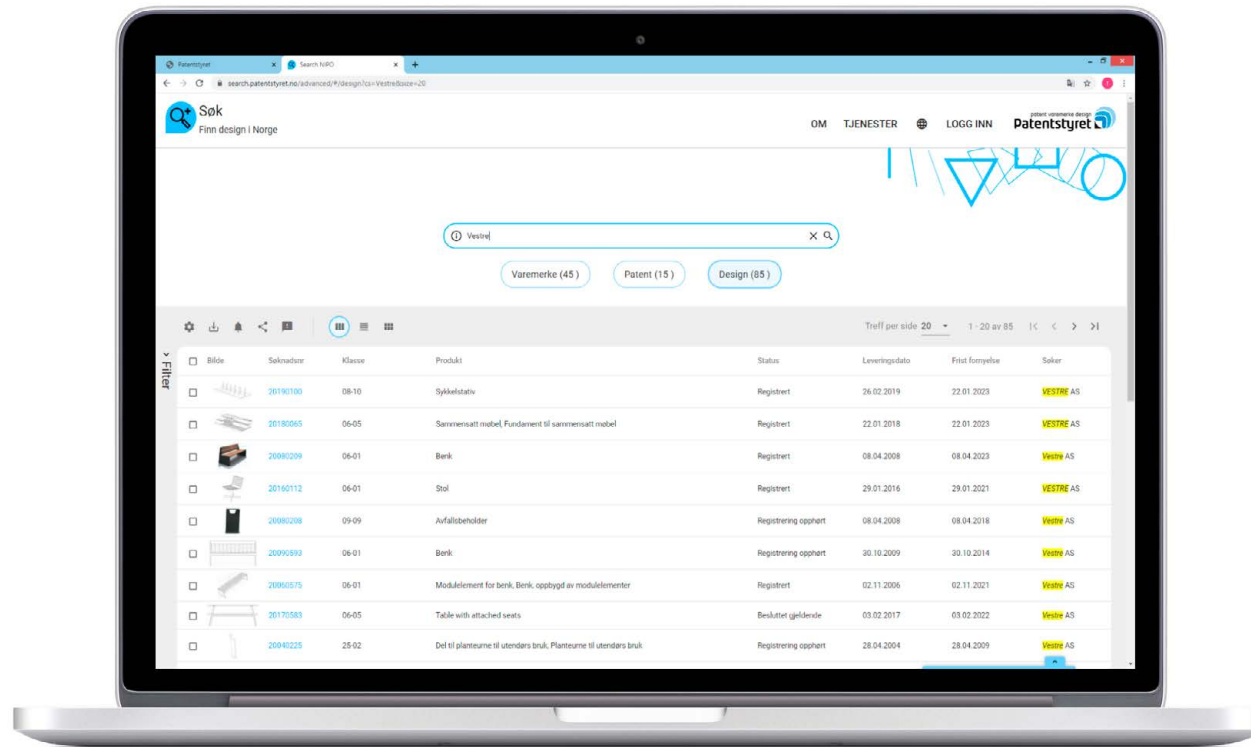 Patentstyret
Search NIPO
search.patentstyret.no/advanced/#/design?cs=Vestre&size=20
Søk
Finn design i Norge
OM TJENESTER LOGG INN
patent varemerke design
Patentstyret
Vestre
Varemerke (45 ) Patent (15 ) Design (85 )
Treff per side 20 1 - 20 av 85
Filter
Bilde Søknadsnr Klasse Produkt Status Leveringsdato Frist fornyelse Søker
20190180 08-10 Sykkelstativ Registrert 26.02.2019 22.01.2023 VESTRE AS
20180065 06-05 Sammensatt møbel, Fundament til sammensatt møbel Registrert 22.01.2018 22.01.2023 VESTRE AS
20080209 06-01 Benk Registrert 08.04.2008 08.04.2023 Vestre AS
20160112 06-01 Stol Registrert 29.01.2016 29.01.2021 VESTRE AS
20080208 09-09 Avfallsbeholder Registrering opphørt 08.04.2008 08.04.2018 Vestre AS
20090593 06-01 Benk Registrering opphørt 30.10.2009 30.10.2014 Vestre AS
20060575 06-01 Modulelement for benk, Benk, oppbygd av modulelementer Registrert 02.11.2006 02.11.2021 Vestre AS
20170583 06-05 Table with attached seats Besluttet gjeldende 03.02.2017 03.02.2022 Vestre AS
20040225 25-02 Del til planteurne til utendørs bruk, Planteurne til utendørs bruk Registrering opphørt 28.04.2004 28.04.2009 Vestre AS